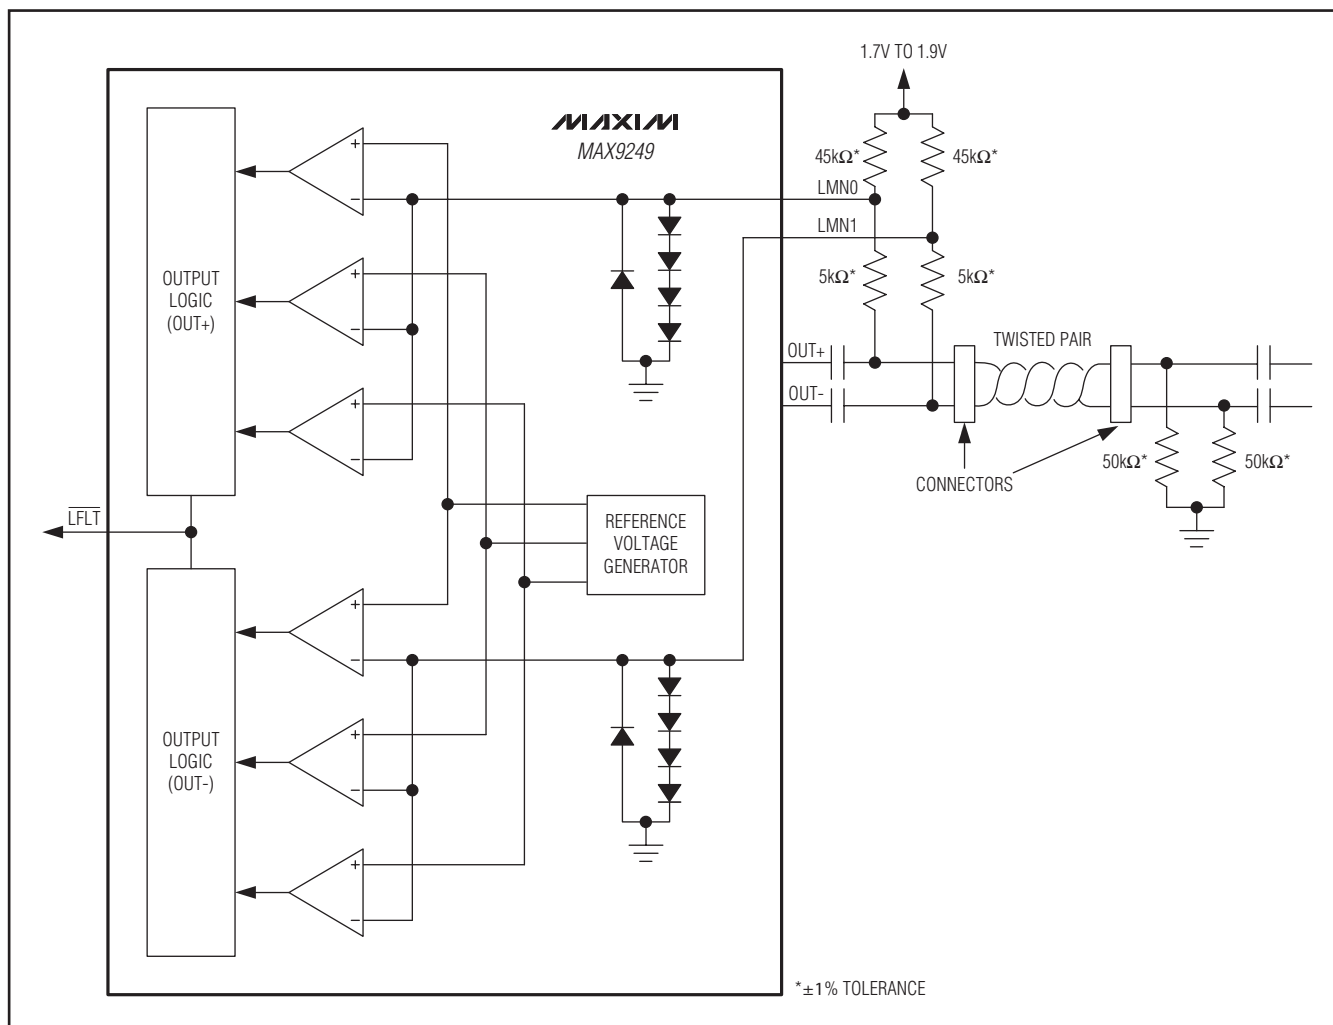 1.7V TO 1.9V
MAXIM
MAX9249
45kΩ*
45kΩ*
LMN0
LMN1
5kΩ*
5kΩ*
OUTPUT
LOGIC
(OUT+)
+
−
+
−
+
−
OUT+
OUT-
TWISTED PAIR
CONNECTORS
50kΩ*
50kΩ*
LFLT
REFERENCE
VOLTAGE
GENERATOR
OUTPUT
LOGIC
(OUT-)
+
−
+
−
+
−
*±1% TOLERANCE